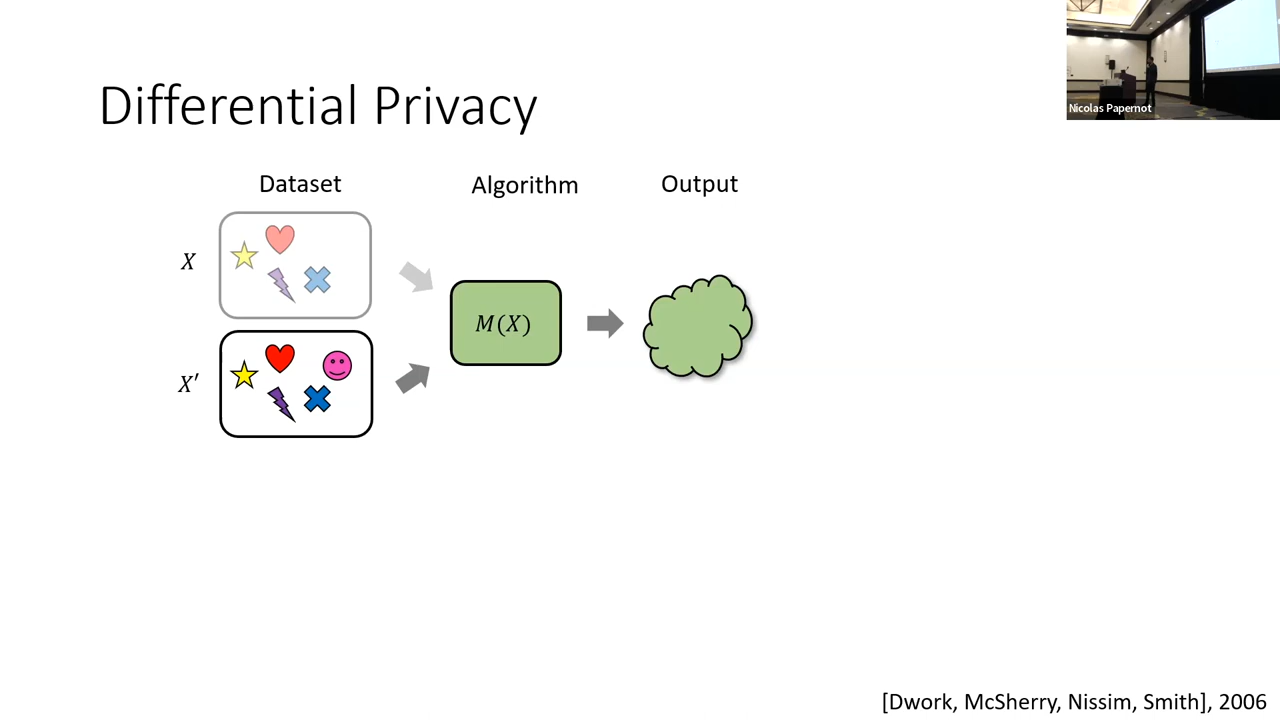 Nicolas Papernot
Differential Privacy
Dataset
Algorithm
Output
X
M(X)
X′
[Dwork, McSherry, Nissim, Smith], 2006